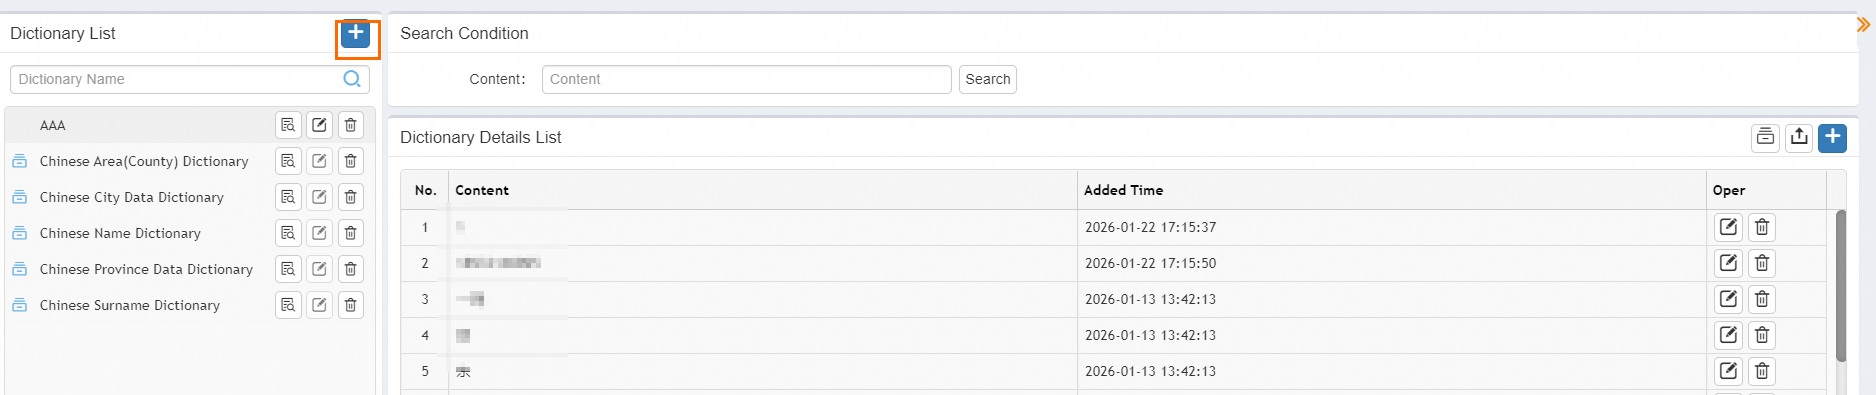 Dictionary List
Dictionary Name
AAA
Chinese Area(County) Dictionary
Chinese City Data Dictionary
Chinese Name Dictionary
Chinese Province Data Dictionary
Chinese Surname Dictionary
Search Condition
Content: Content Search
Dictionary Details List
No. Content Added Time Oper
1 2026-01-22 17:15:37
2 2026-01-22 17:15:50
3 2026-01-13 13:42:13
4 2026-01-13 13:42:13
5 2026-01-13 13:42:13